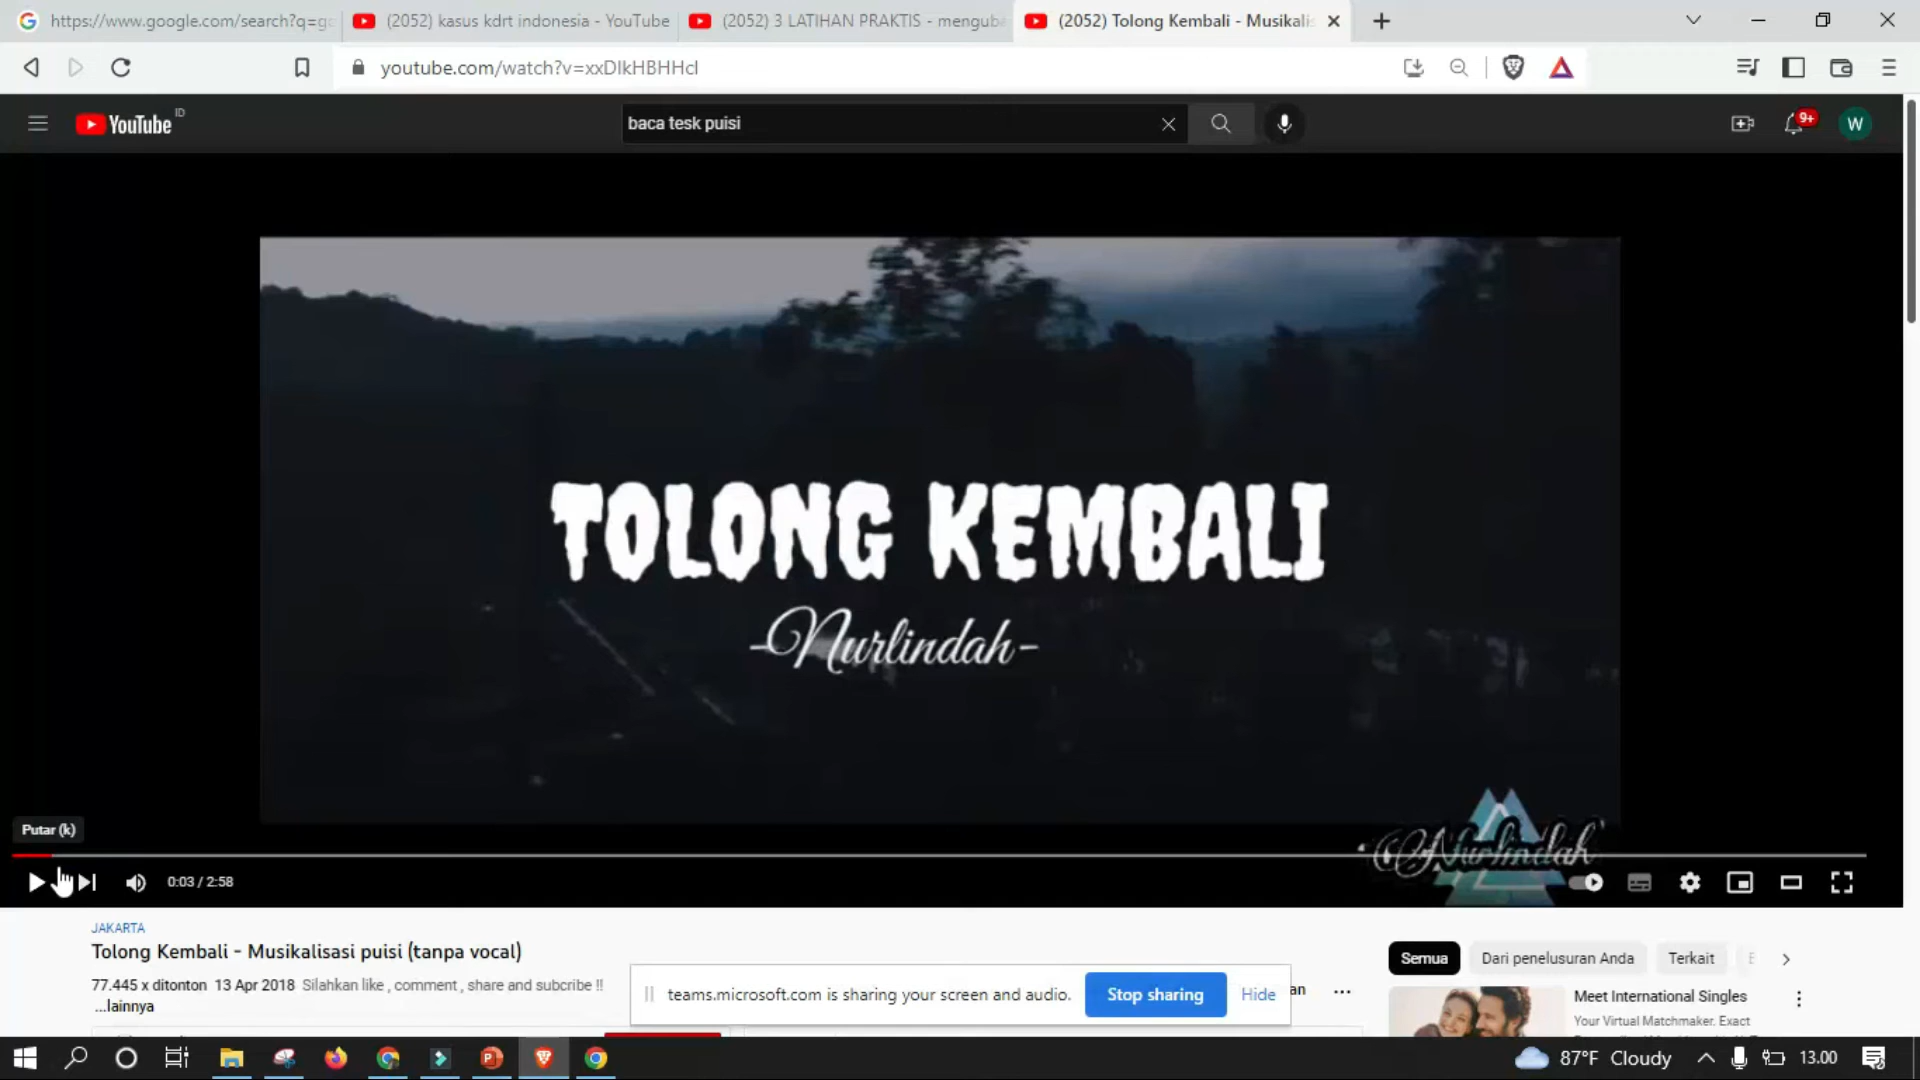 https://www.google.com/search?q=g
(2052) kasus kdrt indonesia - YouTube
(2052) 3 LATIHAN PRAKTIS - menguba
(2052) Tolong Kembali - Musikalis
youtube.com/watch?v=xxDIkHBHHcI
YouTube ID
baca tesk puisi
9+
W
TOLONG KEMBALI
-Nurlindah-
Nurlindah
Putar (k)
0:03 / 2:58
JAKARTA
Tolong Kembali - Musikalisasi puisi (tanpa vocal)
77.445 x ditonton 13 Apr 2018 Silahkan like , comment , share and subcribe !!
...lainnya
teams.microsoft.com is sharing your screen and audio.
Stop sharing
Hide
an
Semua
Dari penelusuran Anda
Terkait
Meet International Singles
Your Virtual Matchmaker. Exact
87°F Cloudy
13.00